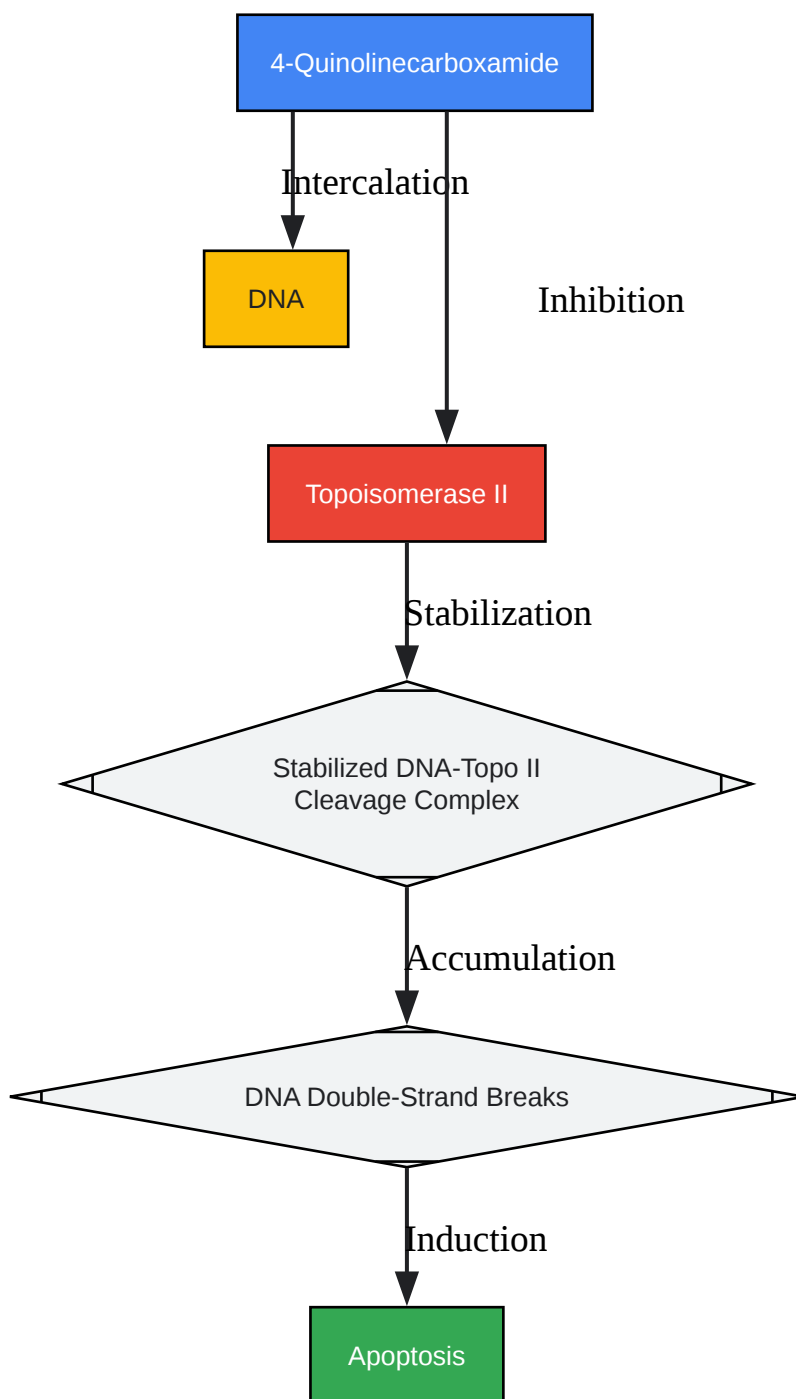 4-Quinolinecarboxamide
Intercalation
DNA
Inhibition
Topoisomerase II
Stabilization
Stabilized DNA-Topo II
Cleavage Complex
Accumulation
DNA Double-Strand Breaks
Induction
Apoptosis